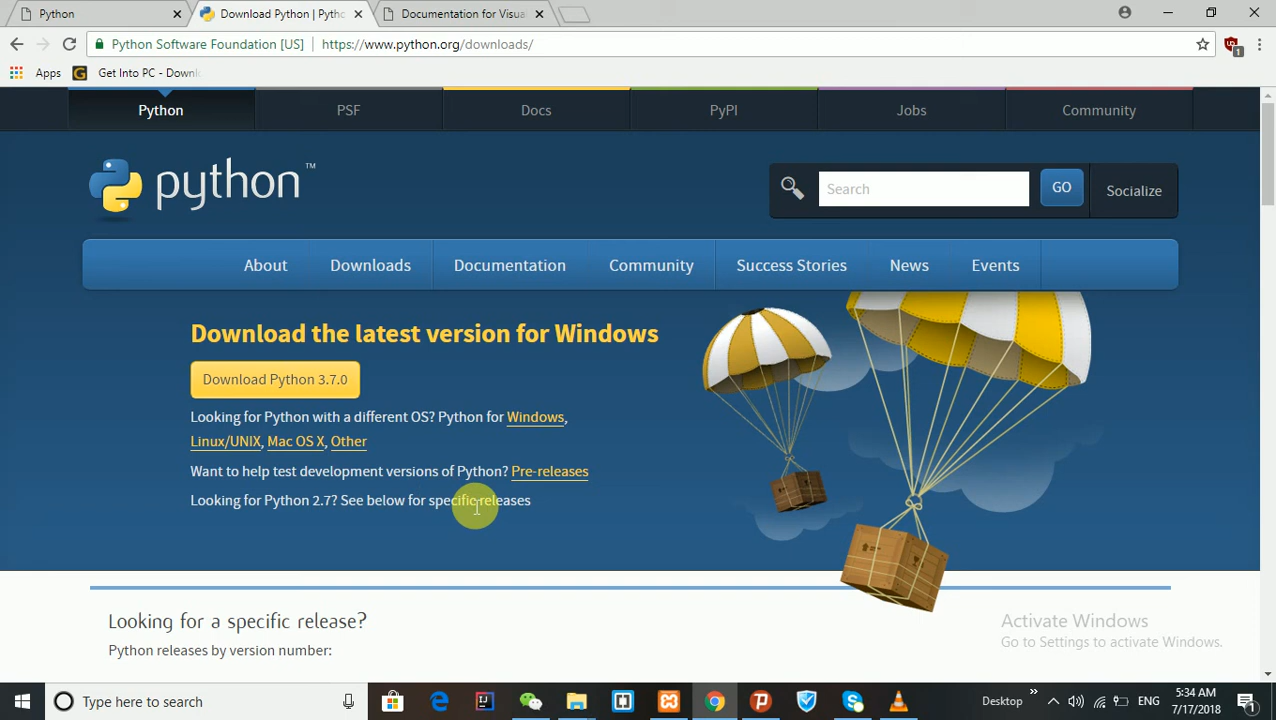 Python
Download Python | Pytho
Documentation for Visua
Python Software Foundation [US]
https://www.python.org/downloads/
1
Apps
Get Into PC - Downl
Python
PSF
Docs
PyPI
Jobs
Community
python™
Search
GO
Socialize
About
Downloads
Documentation
Community
Success Stories
News
Events
Download the latest version for Windows
Download Python 3.7.0
Looking for Python with a different OS? Python for Windows,
Linux/UNIX, Mac OS X, Other
Want to help test development versions of Python? Pre-releases
Looking for Python 2.7? See below for specific releases
Looking for a specific release?
Python releases by version number:
Activate Windows
Go to Settings to activate Windows.
Type here to search
Desktop
ENG
5:34 AM
7/17/2018
1